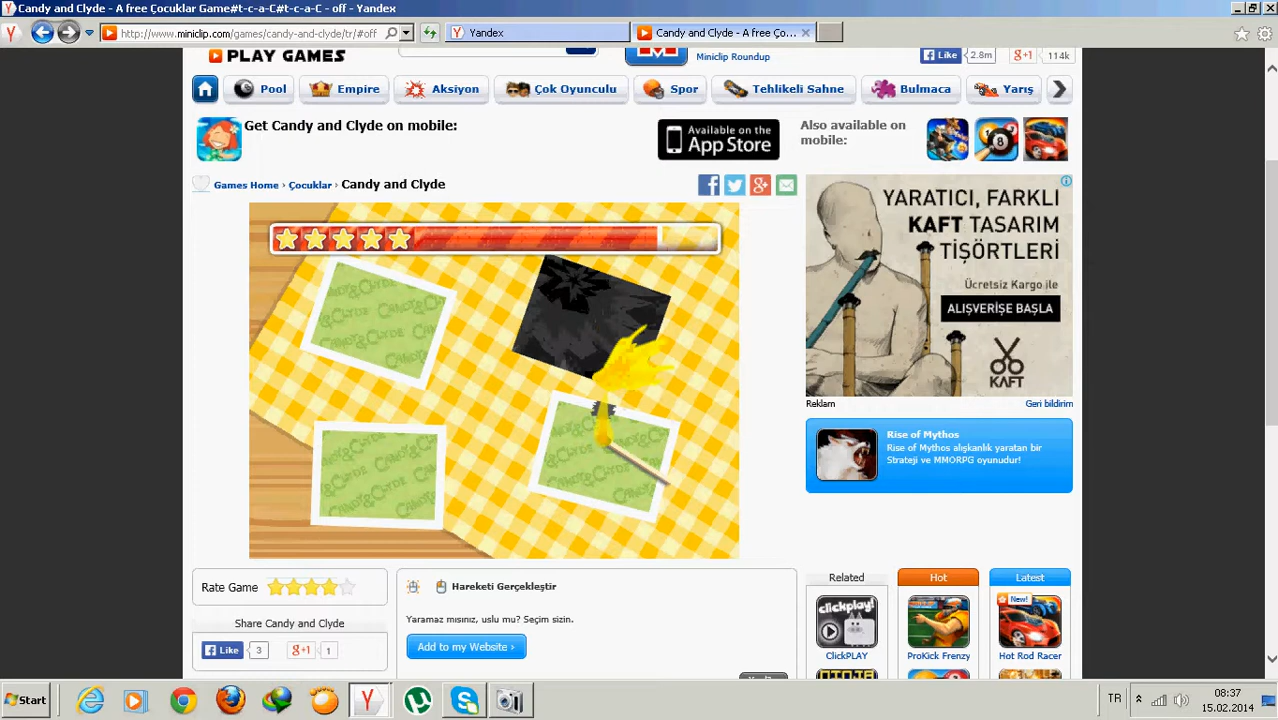 Candy and Clyde - A free Çocuklar Game#t-c-a-C#t-c-a-C - off - Yandex
http://www.miniclip.com/games/candy-and-clyde/tr/#off
Yandex
Candy and Clyde - A free Ço...
PLAY GAMES
Miniclip Roundup
Like 2.8m +1 114k
Pool Empire Aksiyon Çok Oyunculu Spor Tehlikeli Sahne Bulmaca Yarış
Get Candy and Clyde on mobile:
Available on the
App Store
Also available on
mobile:
Games Home › Çocuklar › Candy and Clyde
CANDY&CLYDE
YARATICI, FARKLI
KAFT TASARIM
TİŞÖRTLERİ
Ücretsiz Kargo ile
ALIŞVERİŞE BAŞLA
KAFT
Reklam Geri bildirim
Rise of Mythos
Rise of Mythos alışkanlık yaratan bir
Strateji ve MMORPG oyunudur!
Rate Game
Share Candy and Clyde
Like 3 +1 1
Hareketi Gerçekleştir
Yaramaz mısınız, uslu mu? Seçim sizin.
Add to my Website ›
Related Hot Latest
clickplay! New!
ClickPLAY ProKick Frenzy Hot Rod Racer
Start
TR
08:37
15.02.2014